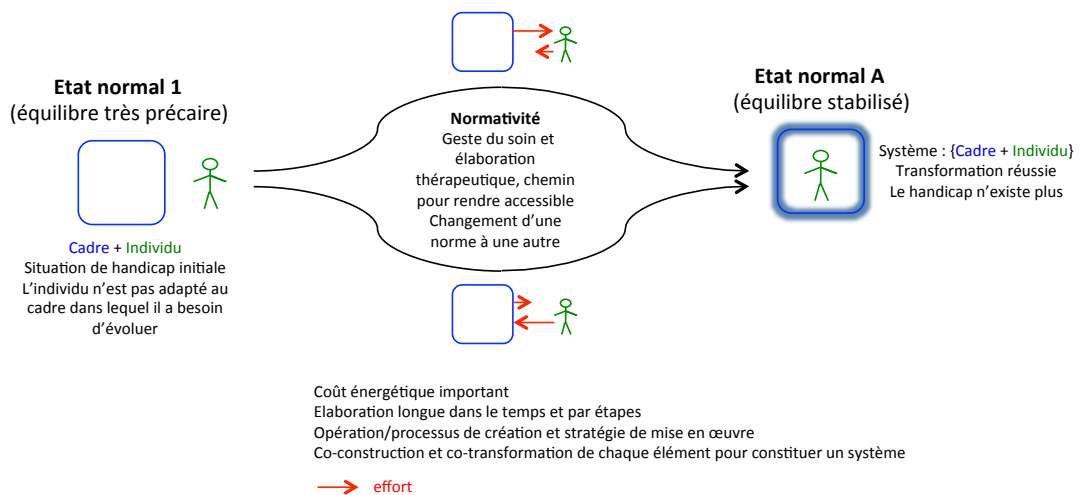 Etat normal 1
(équilibre très précaire)
Cadre + Individu
Situation de handicap initiale
L'individu n'est pas adapté au
cadre dans lequel il a besoin
d'évoluer
Normativité
Geste du soin et
élaboration
thérapeutique, chemin
pour rendre accessible
Changement d'une
norme à une autre
Etat normal A
(équilibre stabilisé)
Système : {Cadre + Individu}
Transformation réussie
Le handicap n'existe plus
Coût énergétique important
Elaboration longue dans le temps et par étapes
Opération/processus de création et stratégie de mise en œuvre
Co-construction et co-transformation de chaque élément pour constituer un système
effort